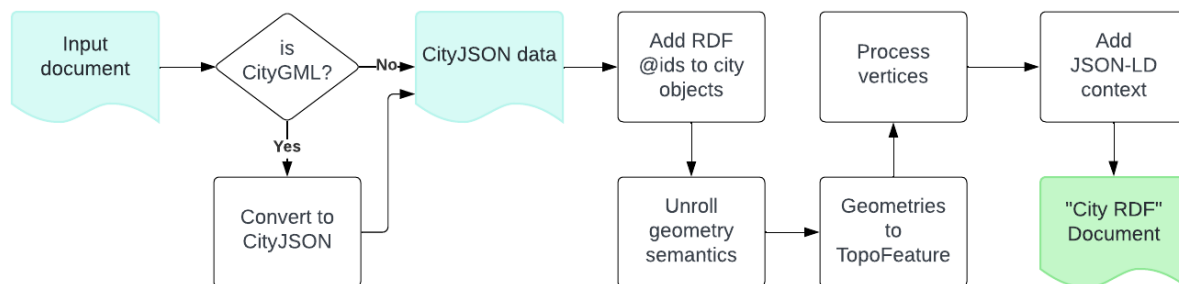 Input
document
is
CityGML?
No
Yes
Convert to
CityJSON
CityJSON data
Add RDF
@ids to city
objects
Unroll
geometry
semantics
Geometries
to
TopoFeature
Process
vertices
Add
JSON-LD
context
"City RDF"
Document